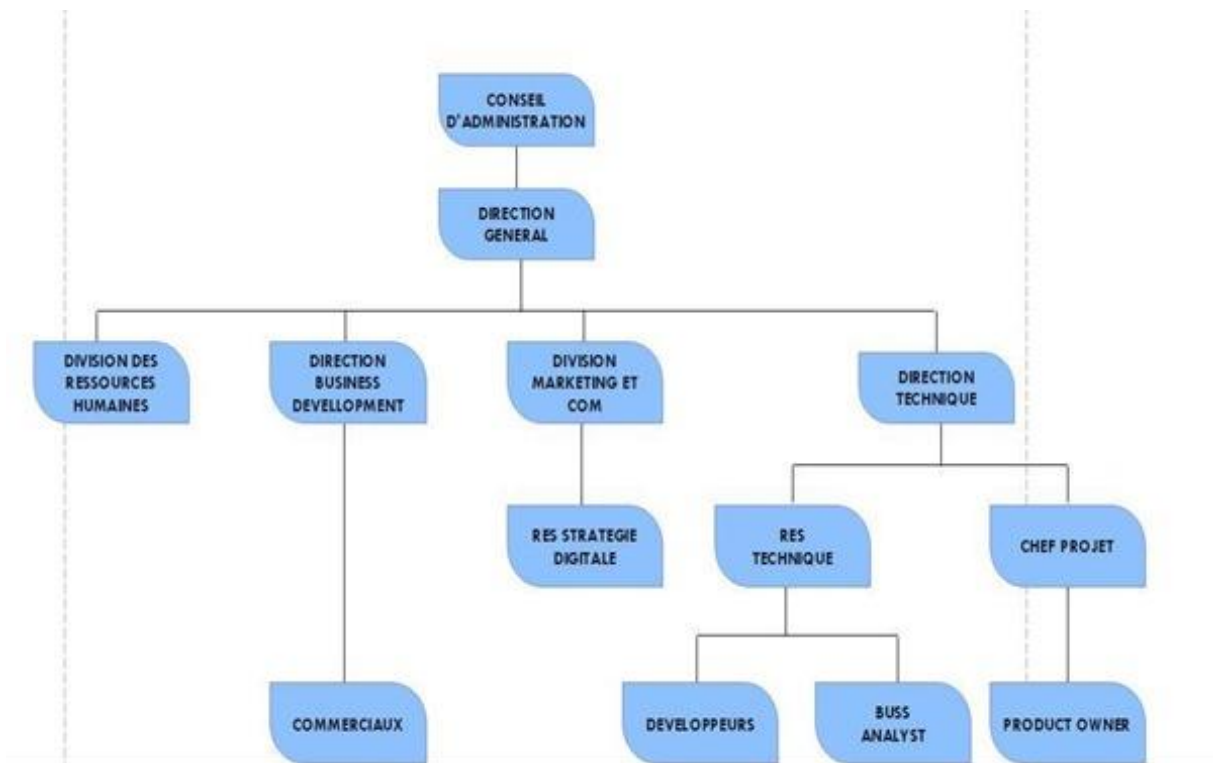 CONSEIL
D'ADMINISTRATION
DIRECTION
GENERAL
DIVISION DES
RESSOURCES
HUMAINES
DIRECTION
BUSINESS
DEVELLOPMENT
DIVISION
MARKETING ET
COM
DIRECTION
TECHNIQUE
RES STRATEGIE
DIGITALE
RES
TECHNIQUE
CHEF PROJET
COMMERCIAUX
DEVELOPPEURS
BUSS
ANALYST
PRODUCT OWNER